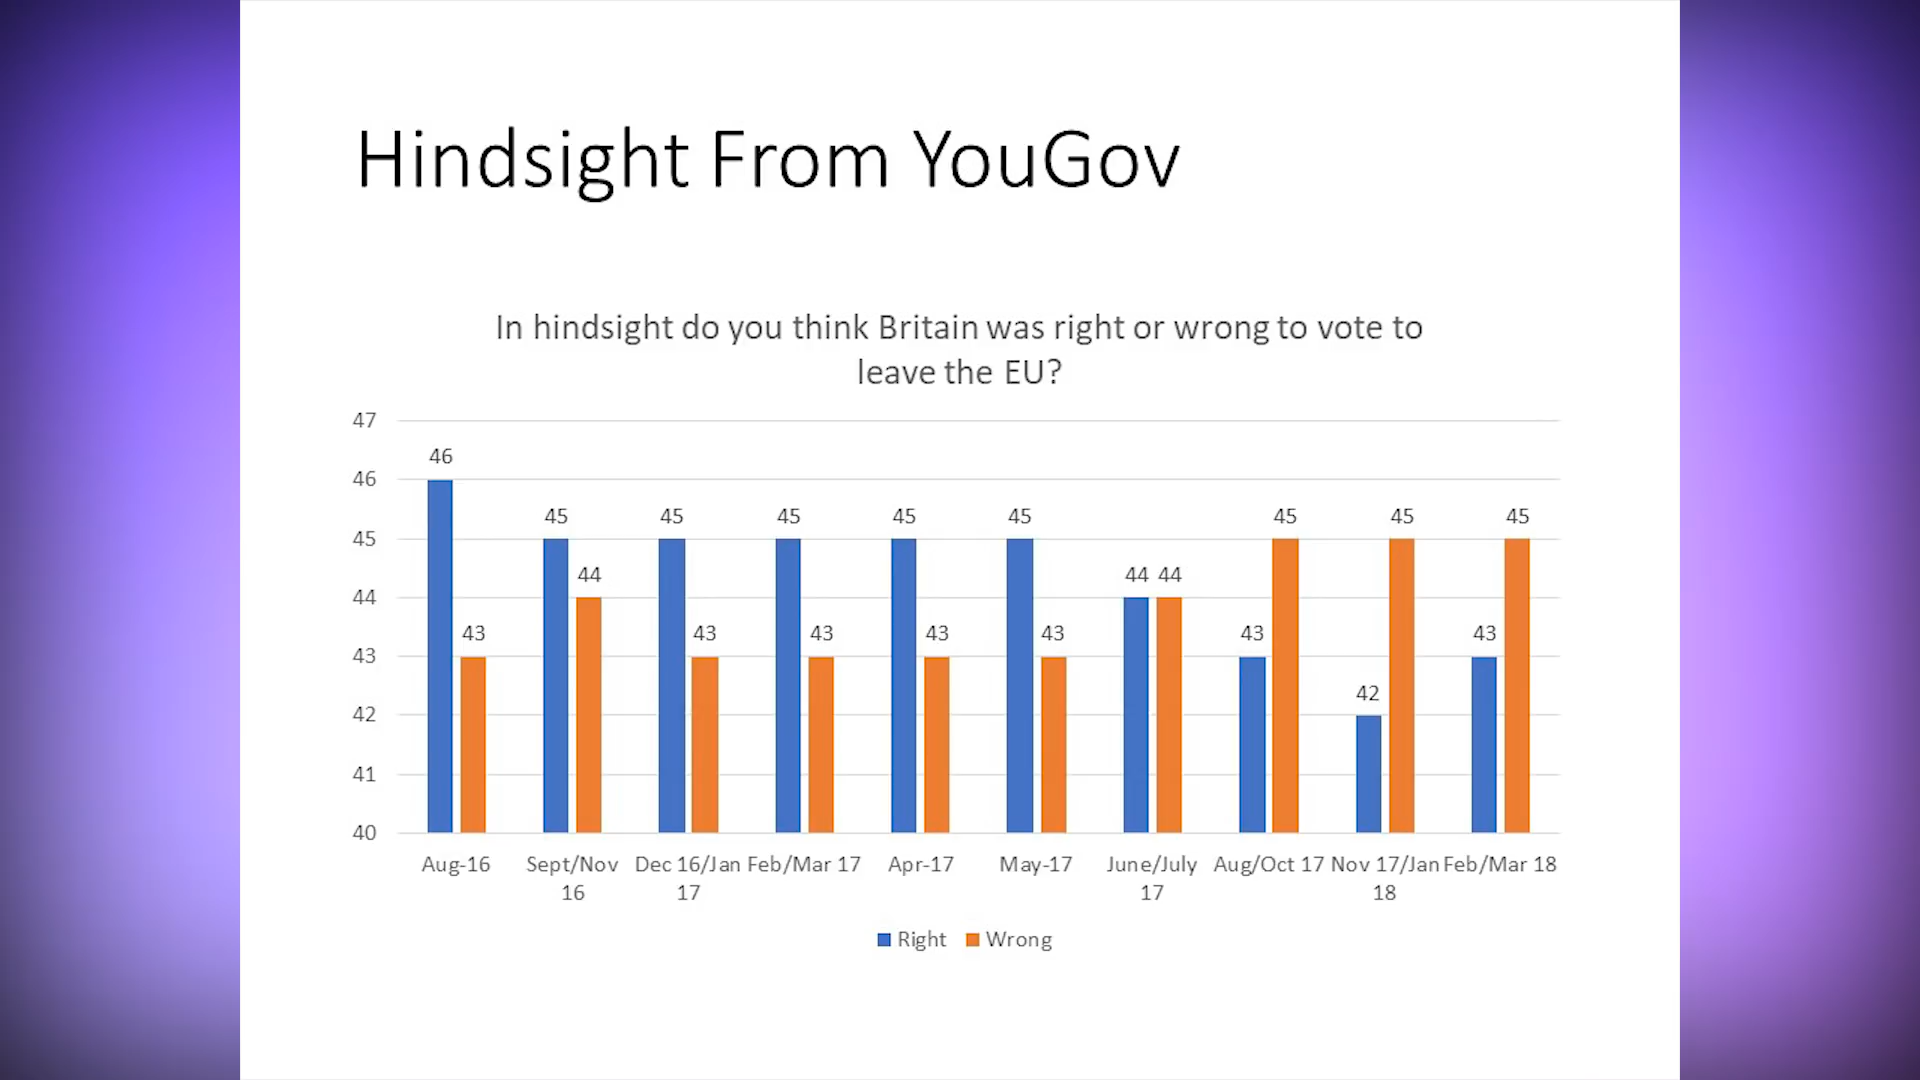 Hindsight From YouGov
In hindsight do you think Britain was right or wrong to vote to
leave the EU?
47
46
45
44
43
42
41
40
46
43
45
44
45
43
45
43
45
43
45
43
44 44
43
45
42
45
43
45
Aug-16
Sept/Nov
16
Dec 16/Jan
17
Feb/Mar 17
Apr-17
May-17
June/July
17
Aug/Oct 17
Nov 17/Jan
18
Feb/Mar 18
Right
Wrong